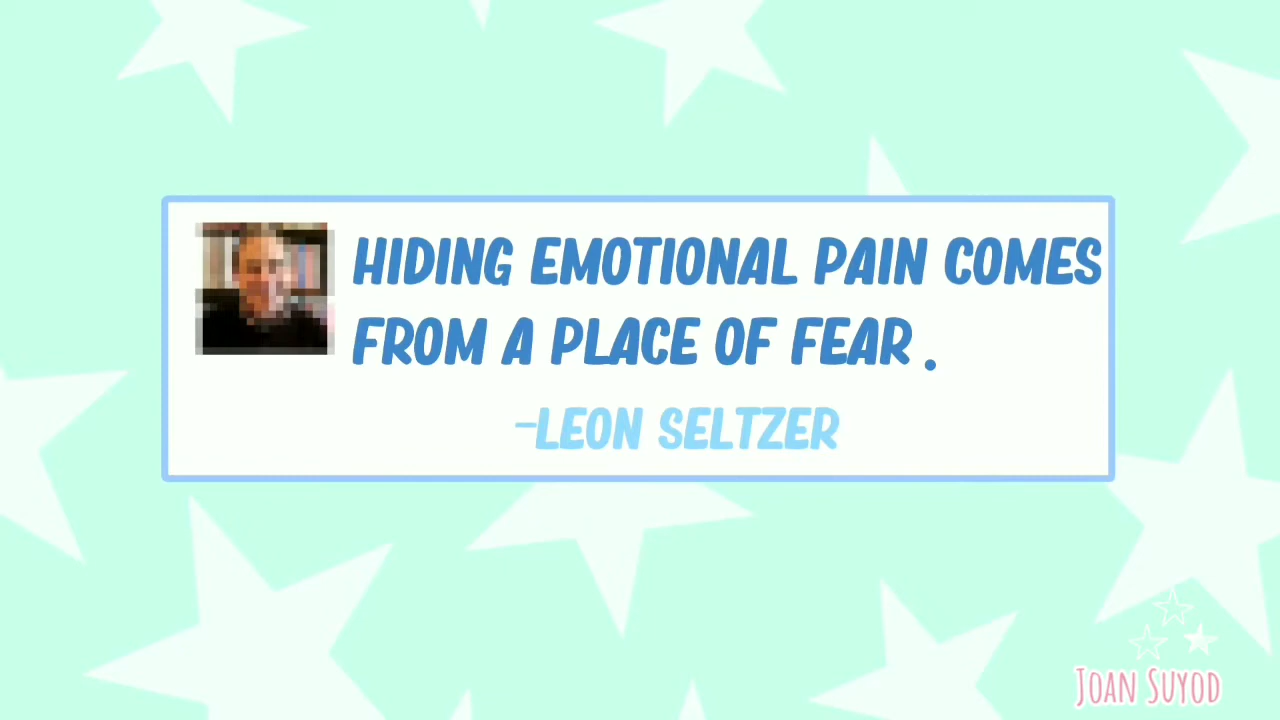 HIDING EMOTIONAL PAIN COMES
FROM A PLACE OF FEAR.
-LEON SELTZER
JOAN SUYOD